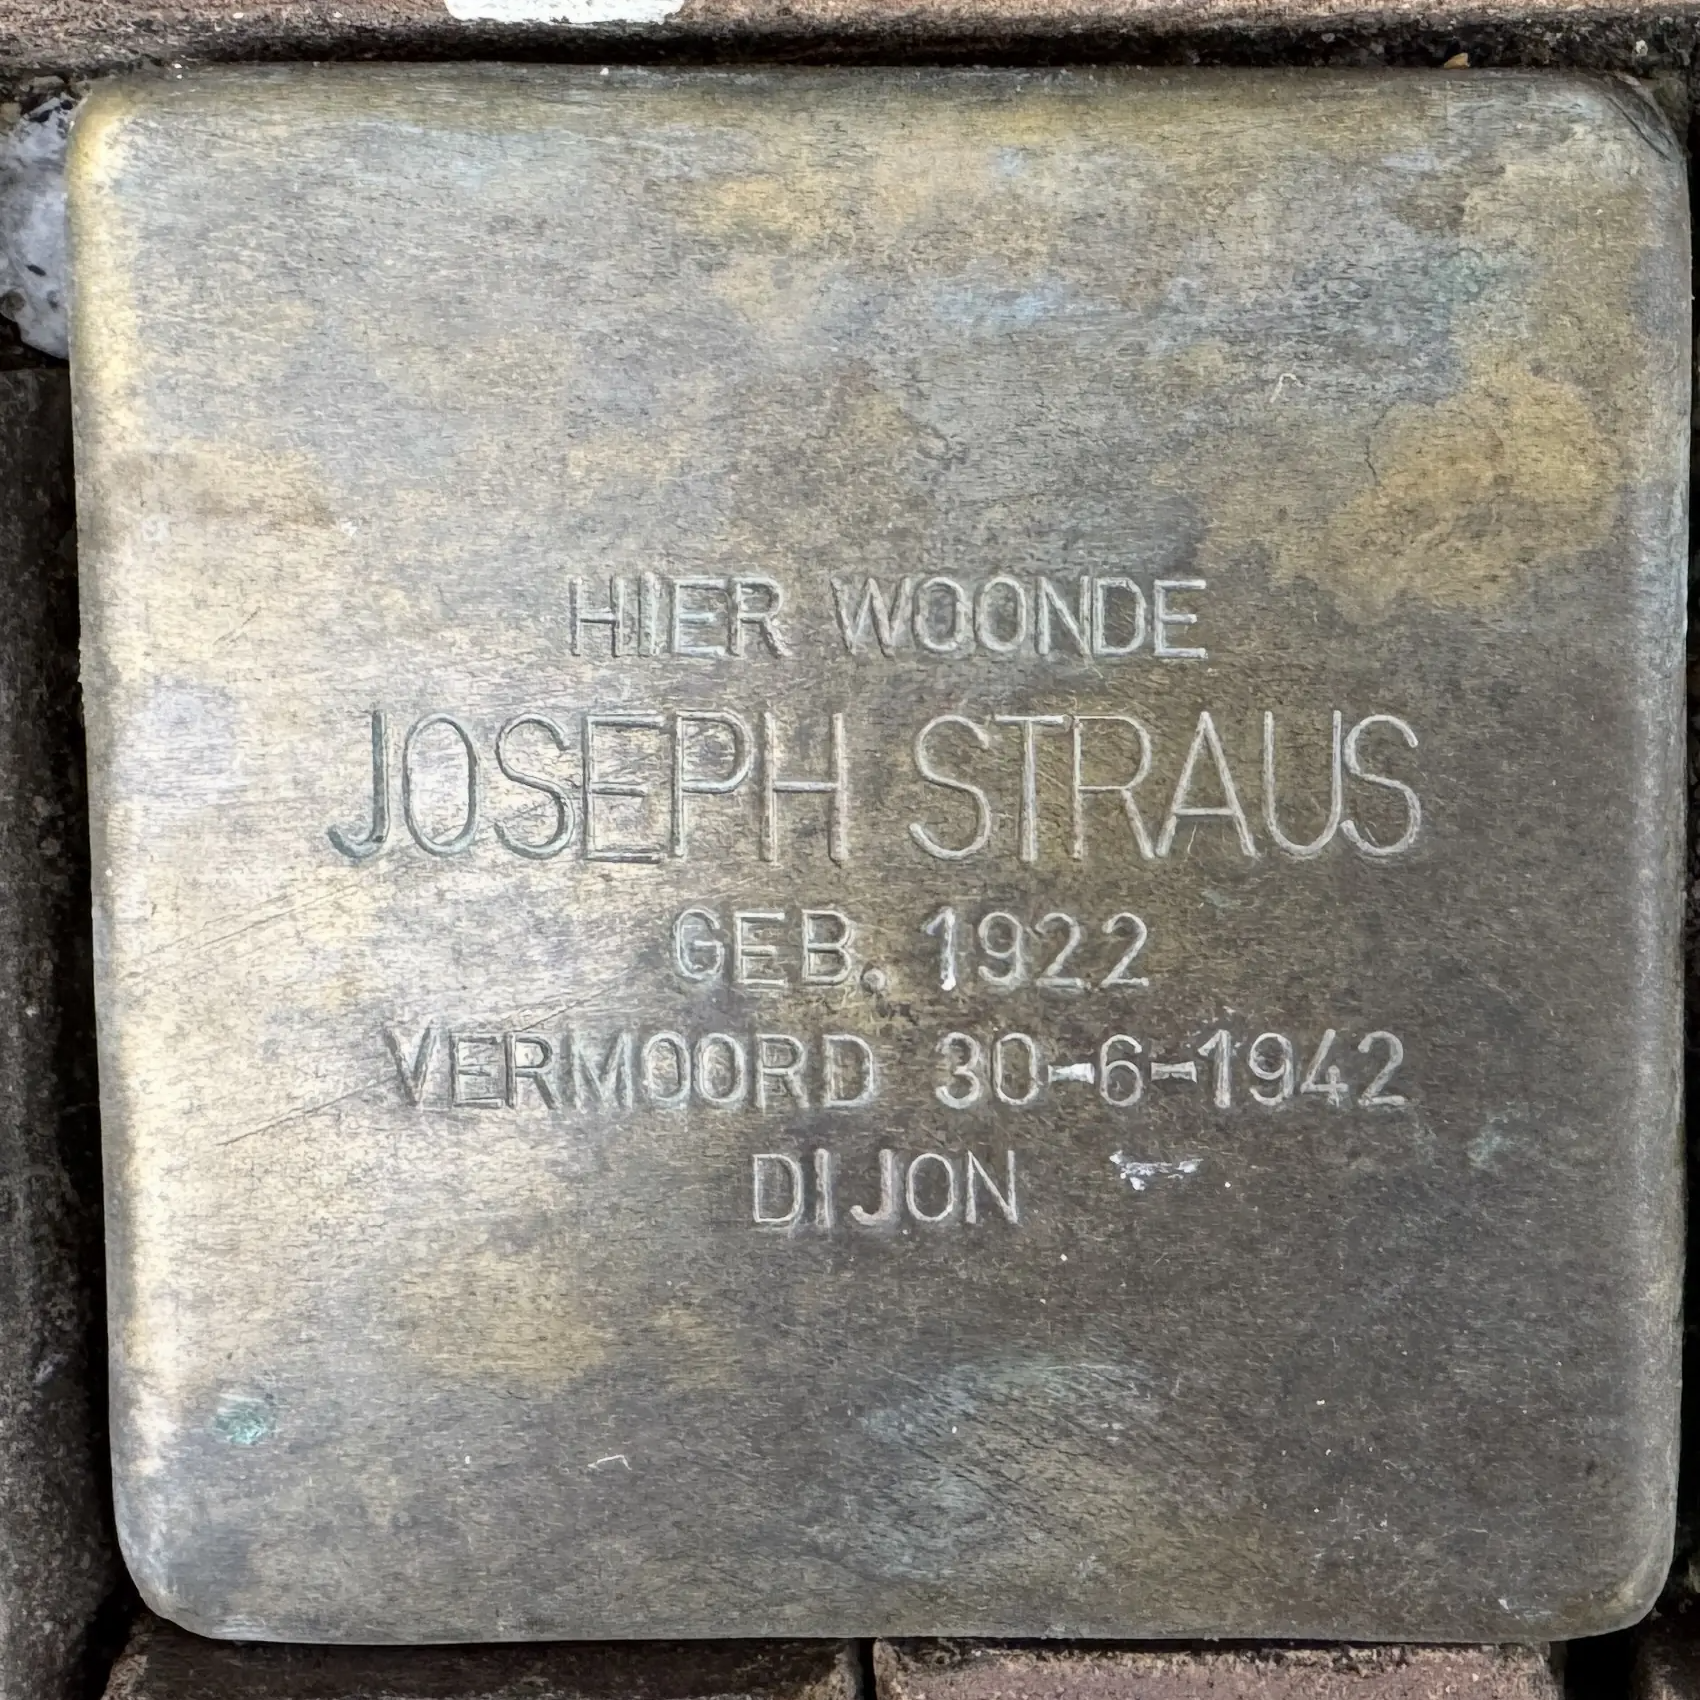 HIER WOONDE
JOSEPH STRAUS
GEB. 1922
VERMOORD 30-6-1942
DIJON